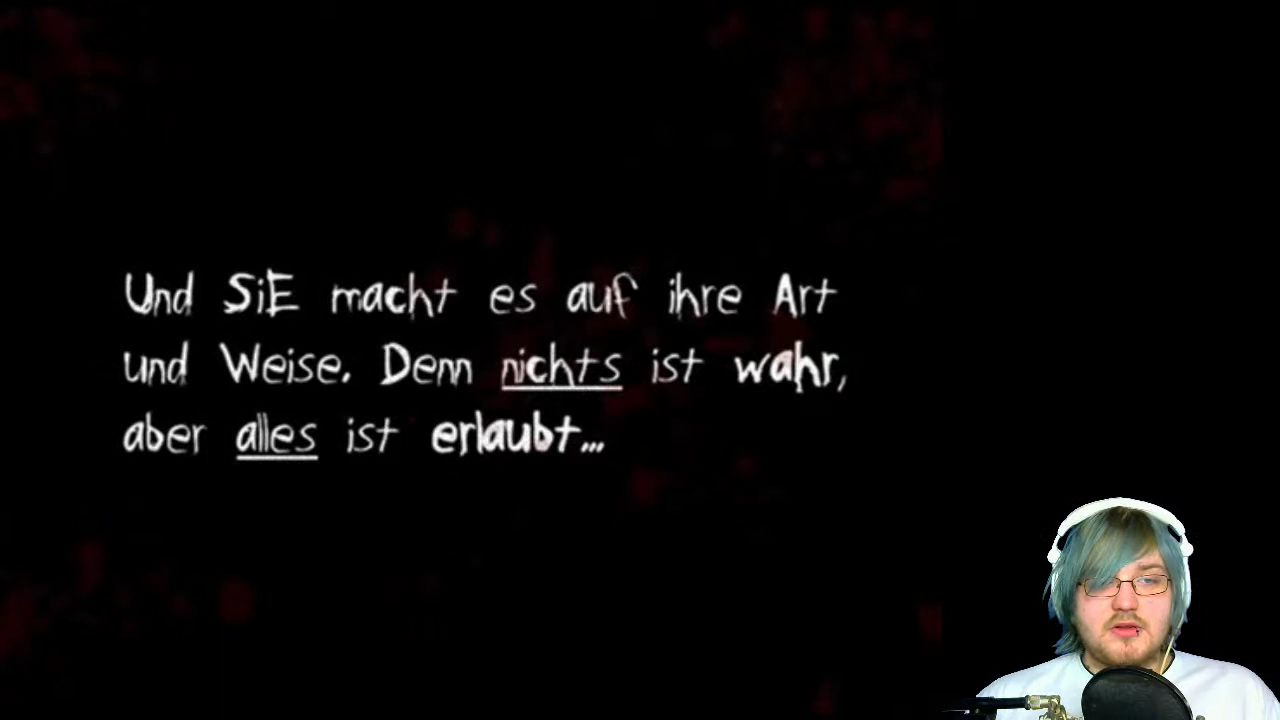 Und SiE macht es auf ihre Art
und Weise. Denn nichts ist wahr,
aber alles ist erlaubt...